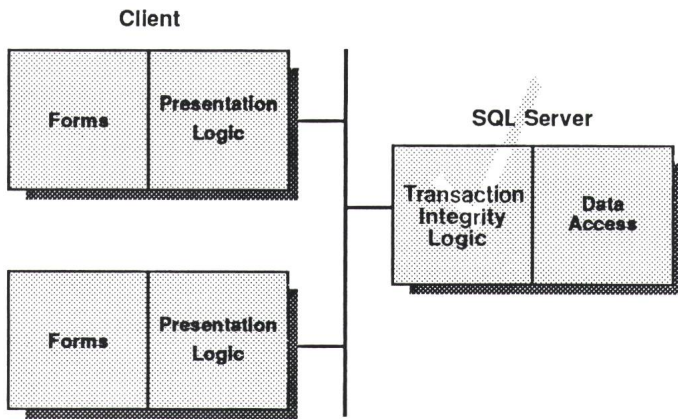 Client
Forms
Presentation
Logic
SQL Server
Transaction
Integrity
Logic
Data
Access
Forms
Presentation
Logic